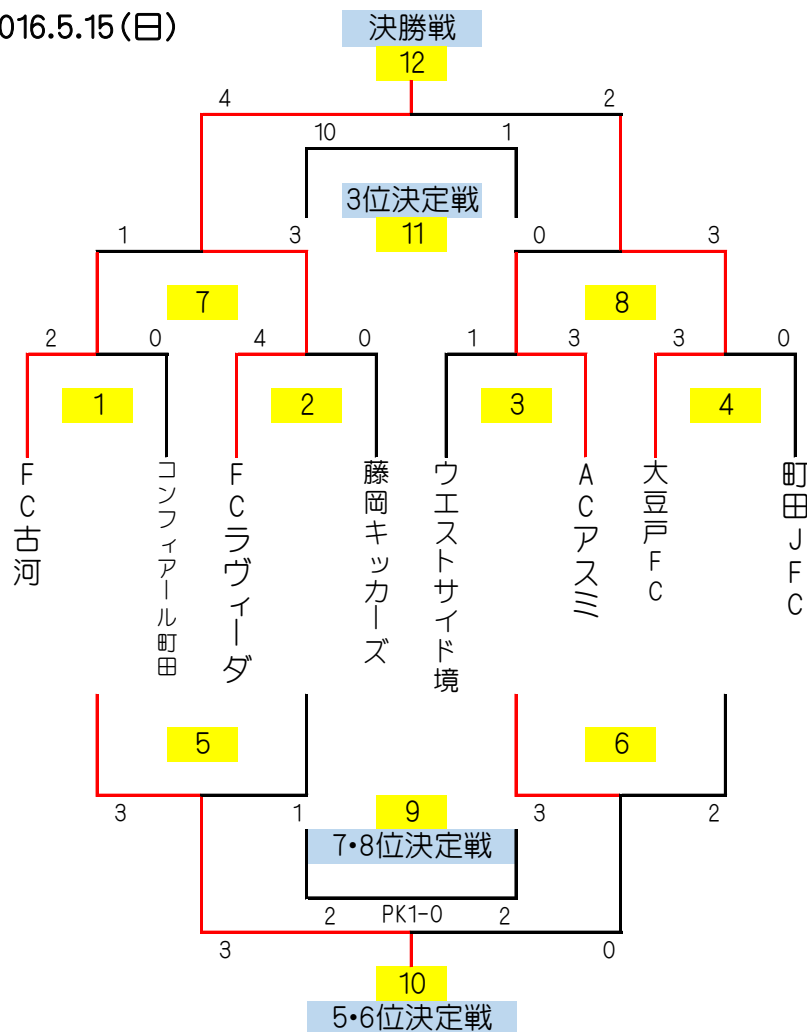 016.5.15(日)
決勝戦
12
4
2
10
1
3位決定戦
11
1
3
0
3
7
8
2
0
4
0
1
3
3
0
1
2
3
4
FC古河
コンフィアール町田
FCラヴィーダ
藤岡キッカーズ
ウエストサイド境
ACアスミ
大豆戸FC
町田JFC
5
6
3
1
9
3
2
7・8位決定戦
2
PK1-0
2
3
0
10
5・6位決定戦